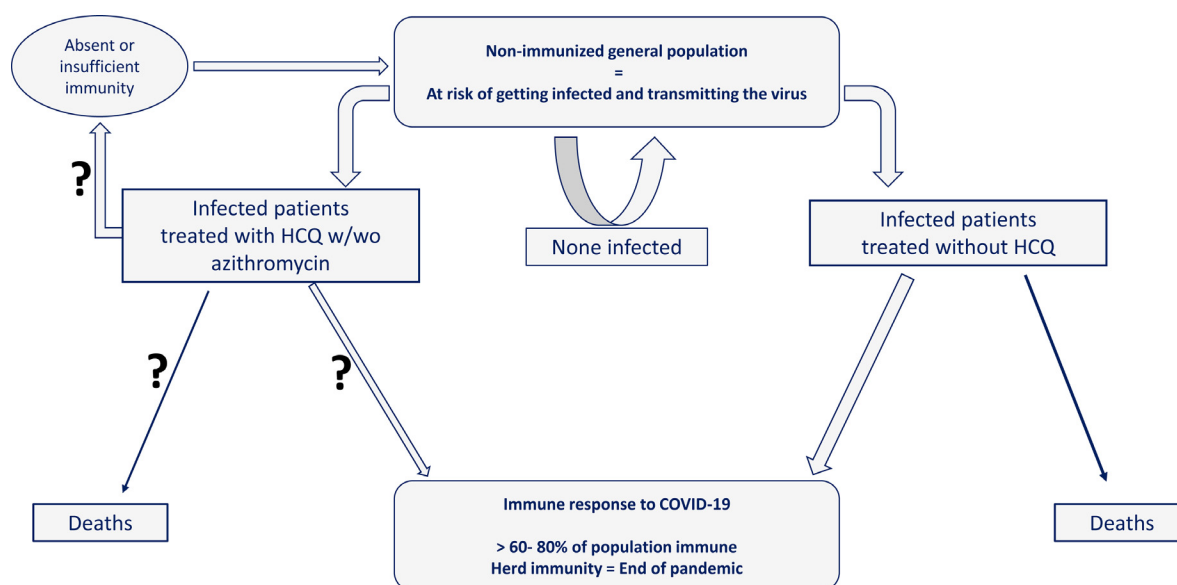 Absent or
insufficient
immunity
Non-immunized general population
=
At risk of getting infected and transmitting the virus
?
Infected patients
treated with HCQ w/wo
azithromycin
None infected
Infected patients
treated without HCQ
?
?
Deaths
Immune response to COVID-19
> 60- 80% of population immune
Herd immunity = End of pandemic
Deaths